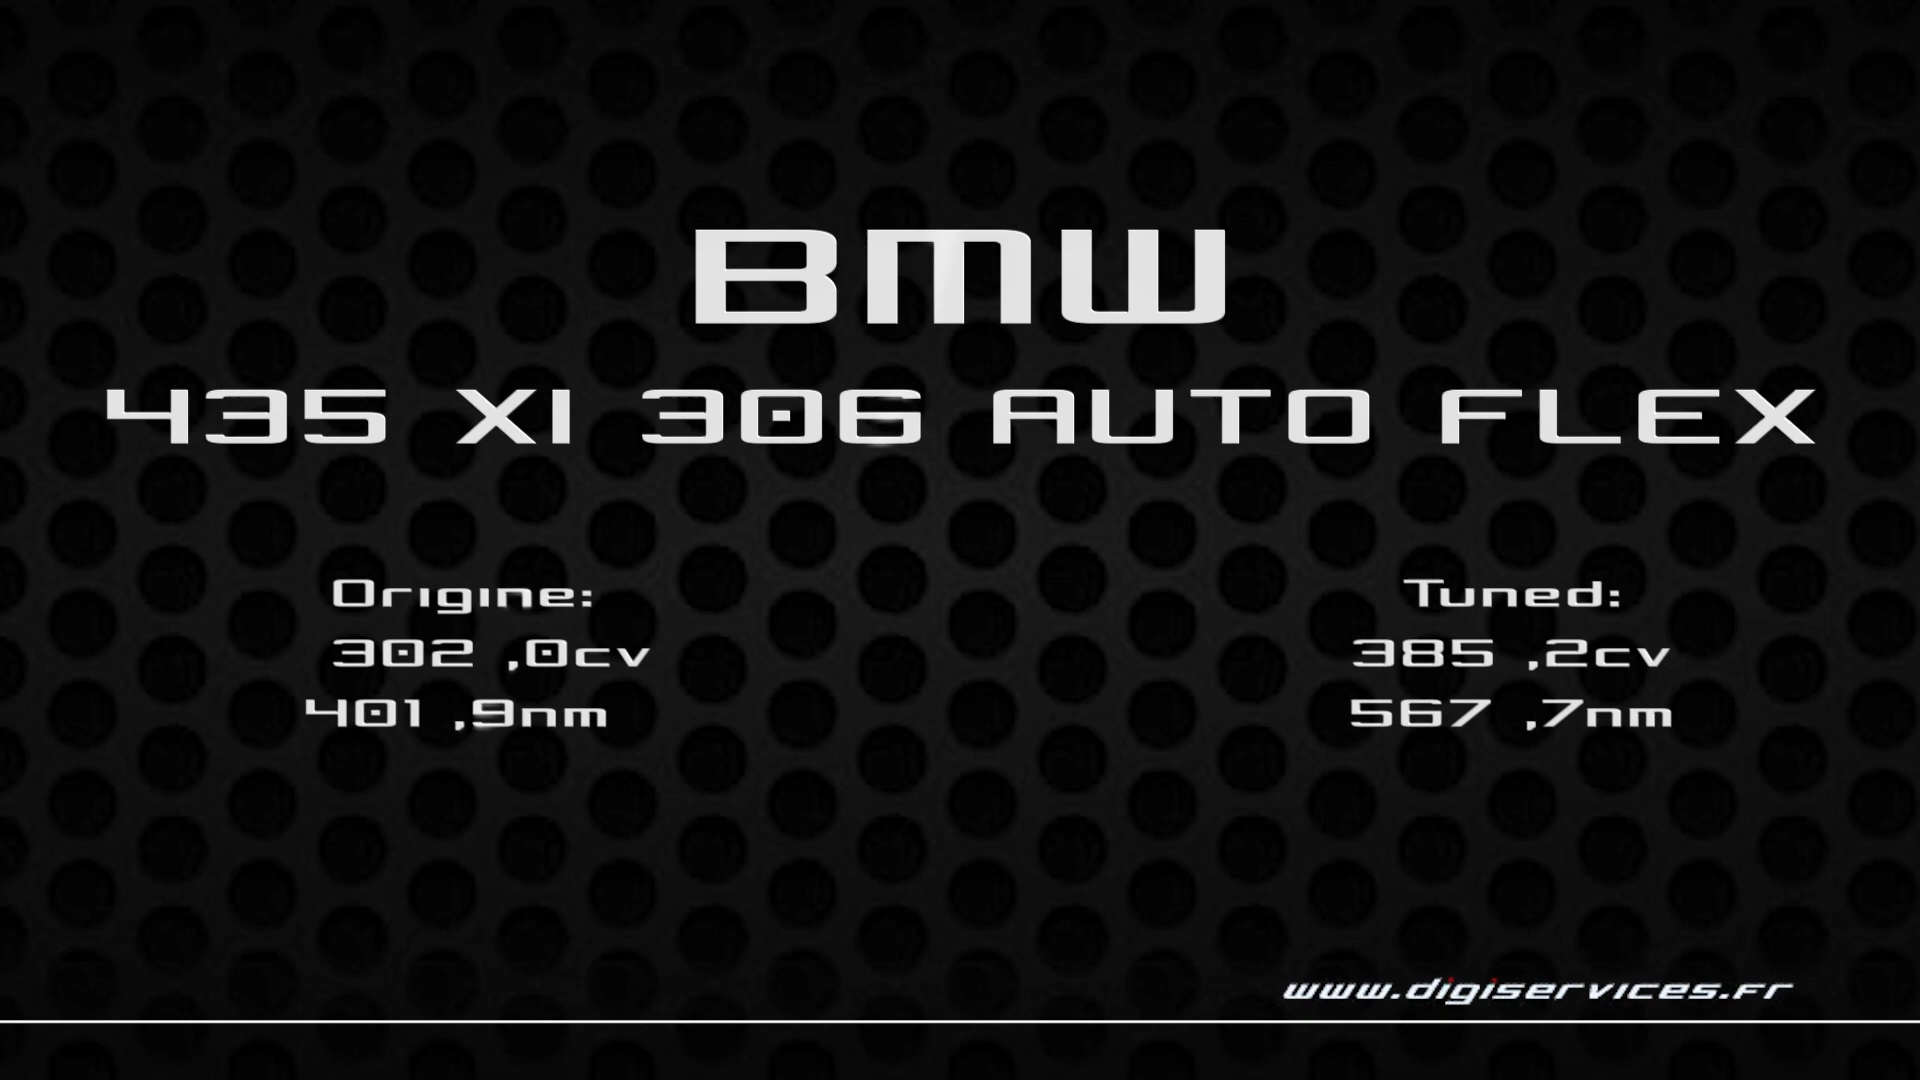 BMW
435 XI 306 AUTO FLEX
Origine:
302 ,0cv
401 ,9nm
Tuned:
385 ,2cv
567 ,7nm
www.digiservices.fr